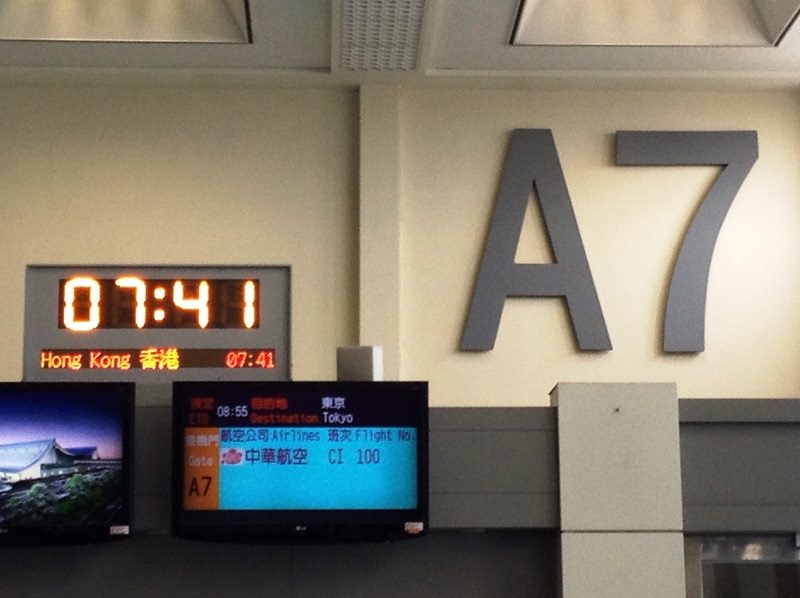 A7
07:41
Hong Kong 香港 07:41
預定 08:55 目的地 東京
ETD Destination Tokyo
登機門 航空公司 Airlines 班次 Flight No.
Gate 中華航空 CI 100
A7
LG